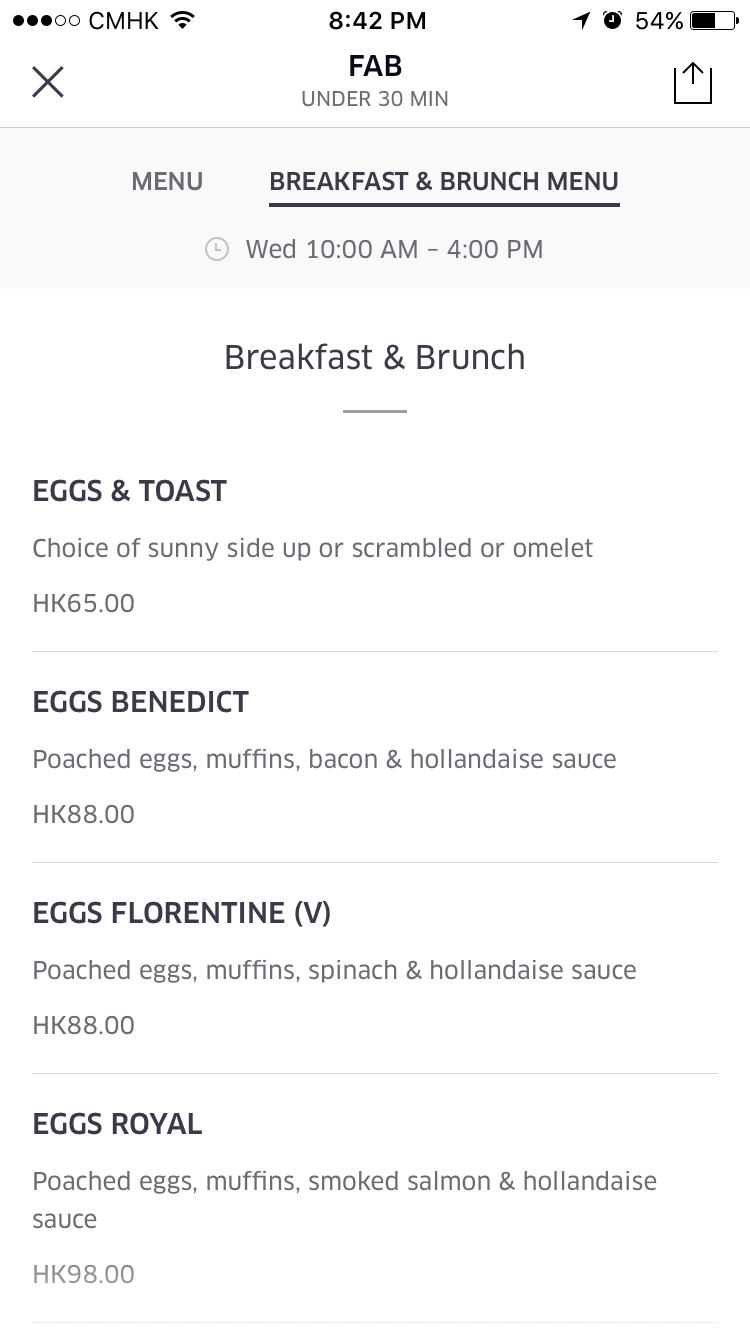 CMHK 8:42 PM 54%
FAB
UNDER 30 MIN
MENU BREAKFAST & BRUNCH MENU
Wed 10:00 AM – 4:00 PM
Breakfast & Brunch
EGGS & TOAST
Choice of sunny side up or scrambled or omelet
HK65.00
EGGS BENEDICT
Poached eggs, muffins, bacon & hollandaise sauce
HK88.00
EGGS FLORENTINE (V)
Poached eggs, muffins, spinach & hollandaise sauce
HK88.00
EGGS ROYAL
Poached eggs, muffins, smoked salmon & hollandaise
sauce
HK98.00